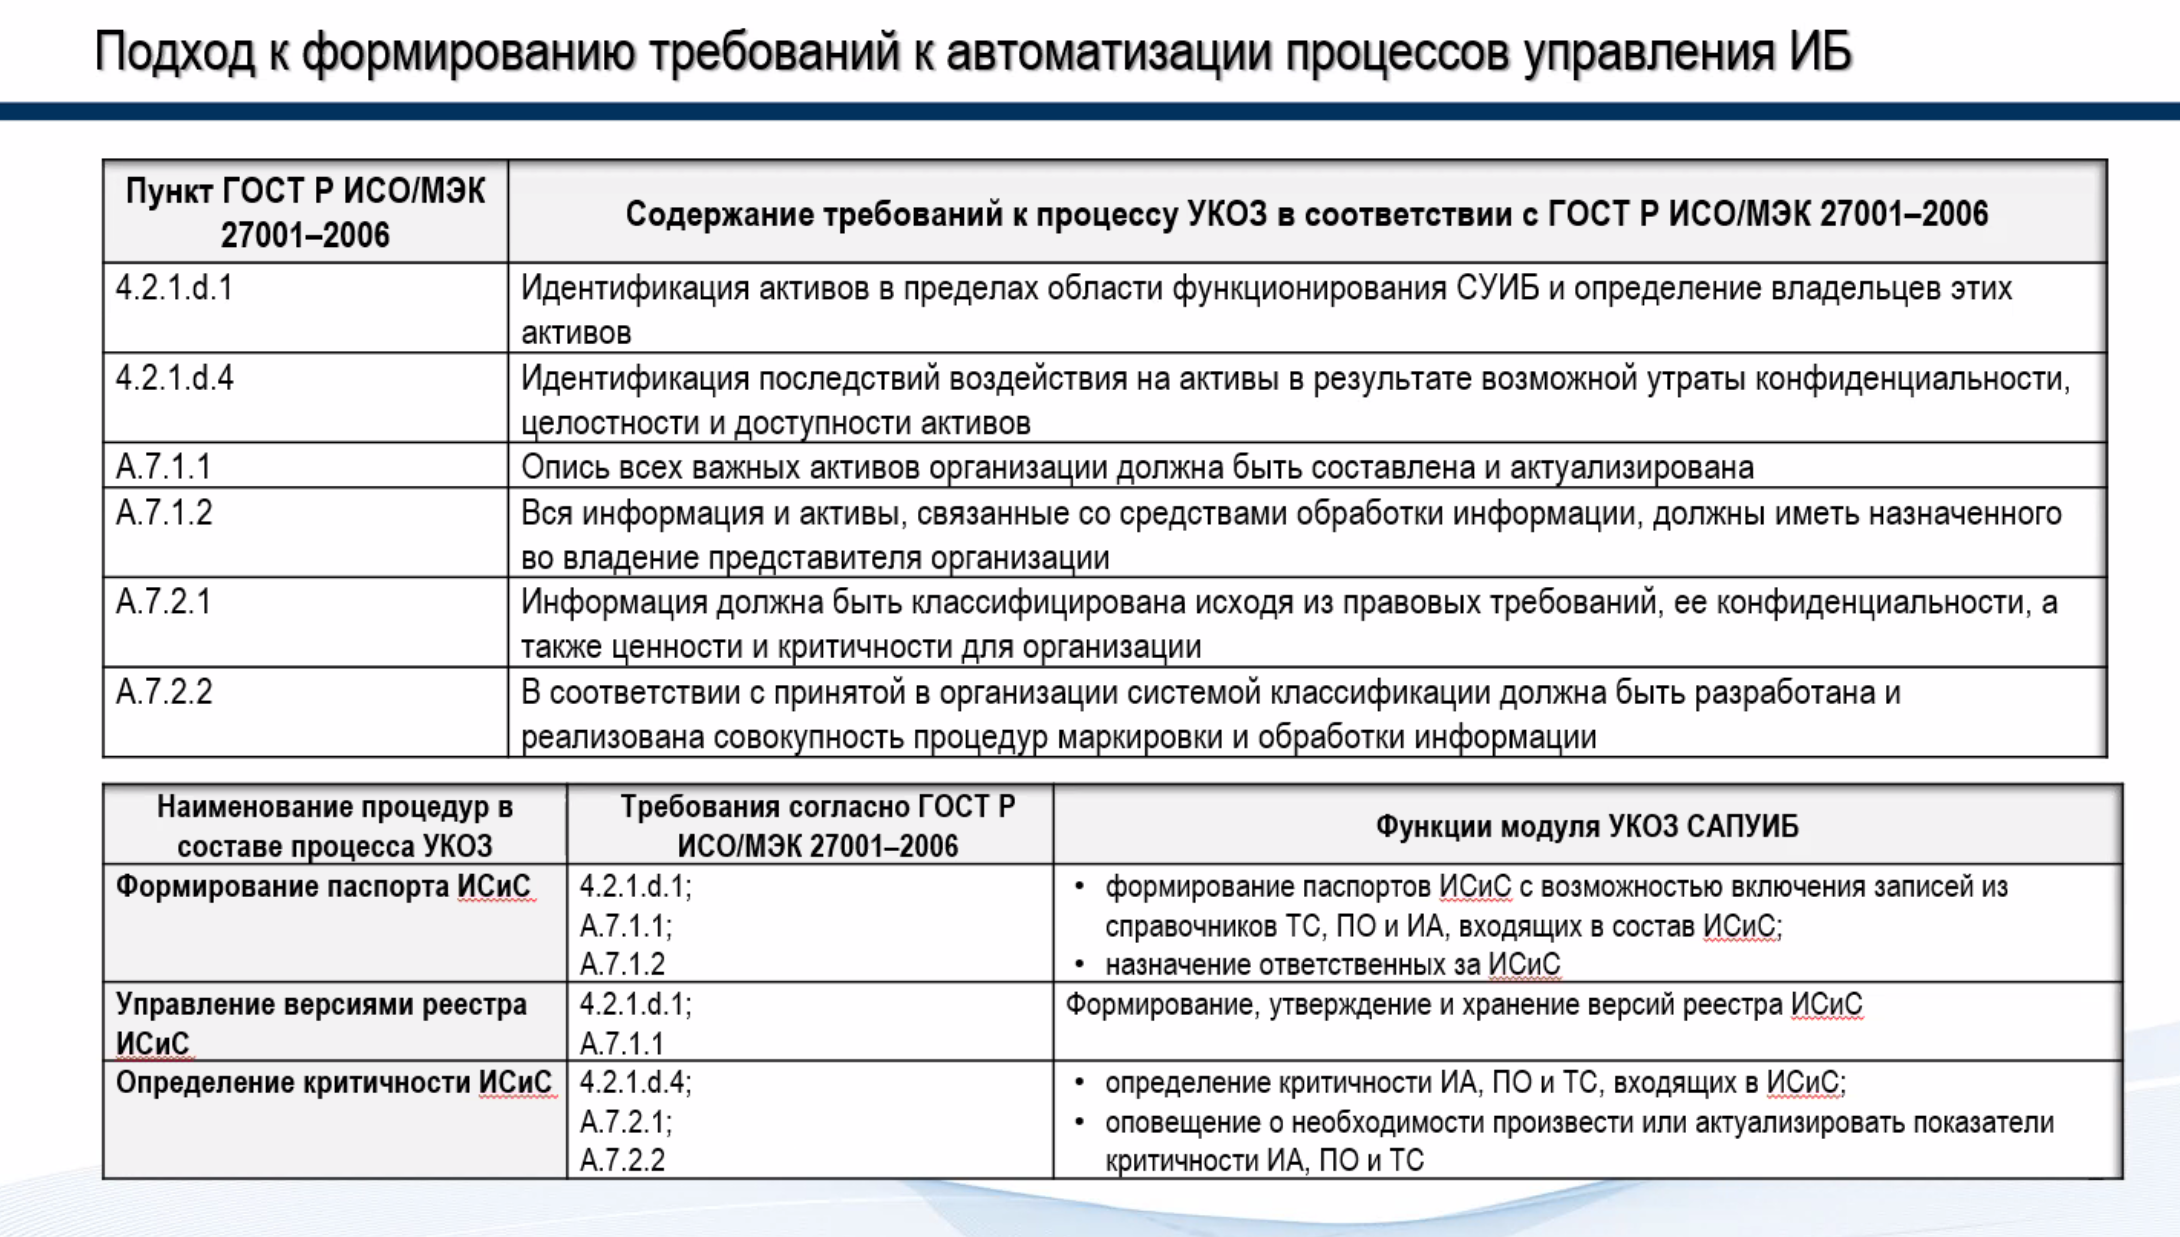 Подход к формированию требований к автоматизации процессов управления ИБ
Пункт ГОСТ Р ИСО/МЭК
27001–2006
Содержание требований к процессу УКОЗ в соответствии с ГОСТ Р ИСО/МЭК 27001–2006
4.2.1.d.1
Идентификация активов в пределах области функционирования СУИБ и определение владельцев этих
активов
4.2.1.d.4
Идентификация последствий воздействия на активы в результате возможной утраты конфиденциальности,
целостности и доступности активов
А.7.1.1
Опись всех важных активов организации должна быть составлена и актуализирована
А.7.1.2
Вся информация и активы, связанные со средствами обработки информации, должны иметь назначенного
во владение представителя организации
А.7.2.1
Информация должна быть классифицирована исходя из правовых требований, ее конфиденциальности, а
также ценности и критичности для организации
А.7.2.2
В соответствии с принятой в организации системой классификации должна быть разработана и
реализована совокупность процедур маркировки и обработки информации
Наименование процедур в
составе процесса УКОЗ
Требования согласно ГОСТ Р
ИСО/МЭК 27001–2006
Функции модуля УКОЗ САПУИБ
Формирование паспорта ИСиС
4.2.1.d.1;
А.7.1.1;
А.7.1.2
• формирование паспортов ИСиС с возможностью включения записей из
справочников ТС, ПО и ИА, входящих в состав ИСиС;
• назначение ответственных за ИСиС
Управление версиями реестра
ИСиС
4.2.1.d.1;
А.7.1.1
Формирование, утверждение и хранение версий реестра ИСиС
Определение критичности ИСиС
4.2.1.d.4;
А.7.2.1;
А.7.2.2
• определение критичности ИА, ПО и ТС, входящих в ИСиС;
• оповещение о необходимости произвести или актуализировать показатели
критичности ИА, ПО и ТС